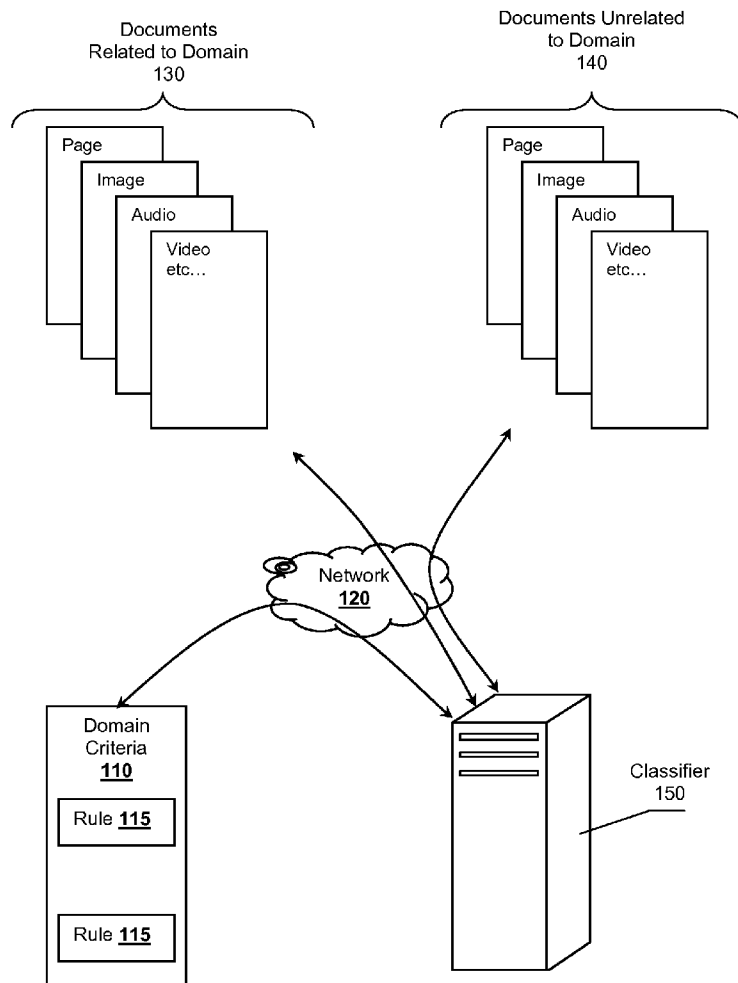 Documents
Related to Domain
130
Documents Unrelated
to Domain
140
Page
Image
Audio
Video
etc...
Page
Image
Audio
Video
etc...
Network
120
Domain
Criteria
110
Rule 115
Rule 115
Classifier
150